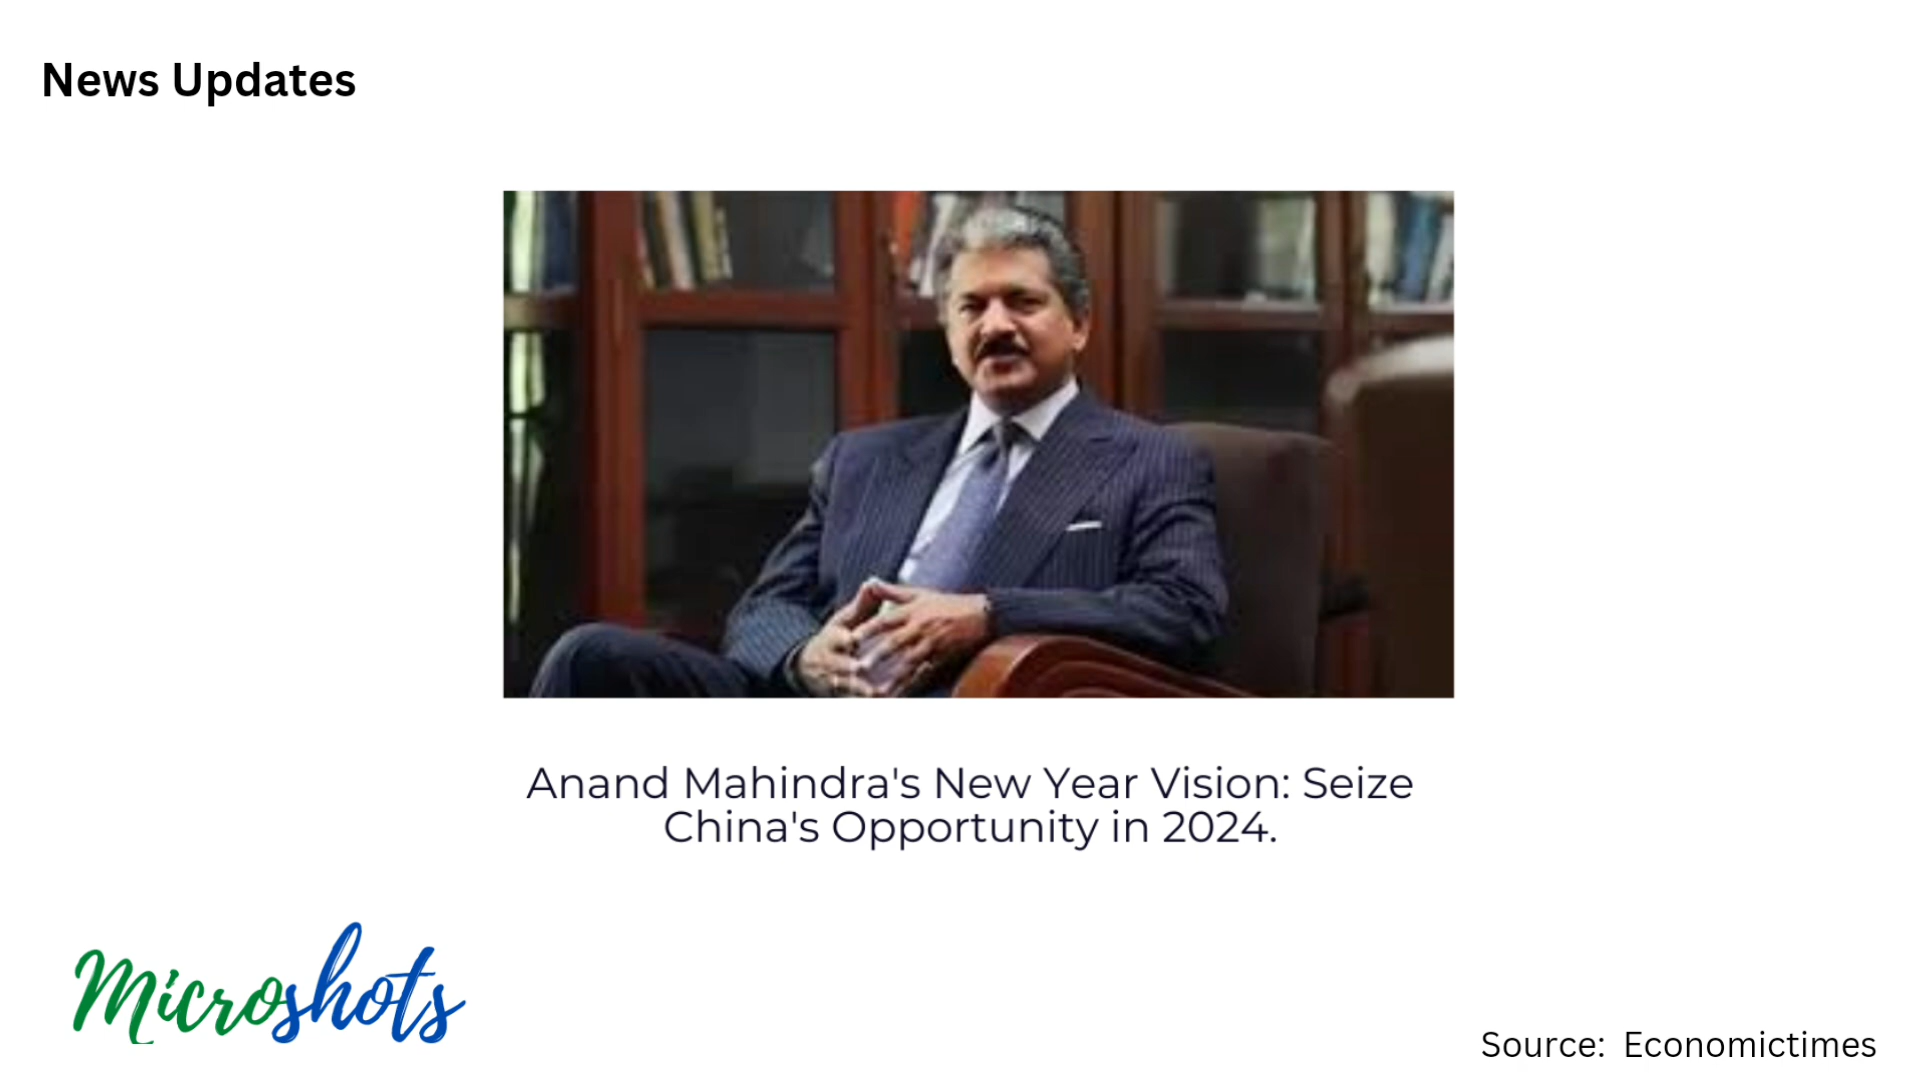 News Updates
Anand Mahindra's New Year Vision: Seize
China's Opportunity in 2024.
Microshots
Source: Economictimes